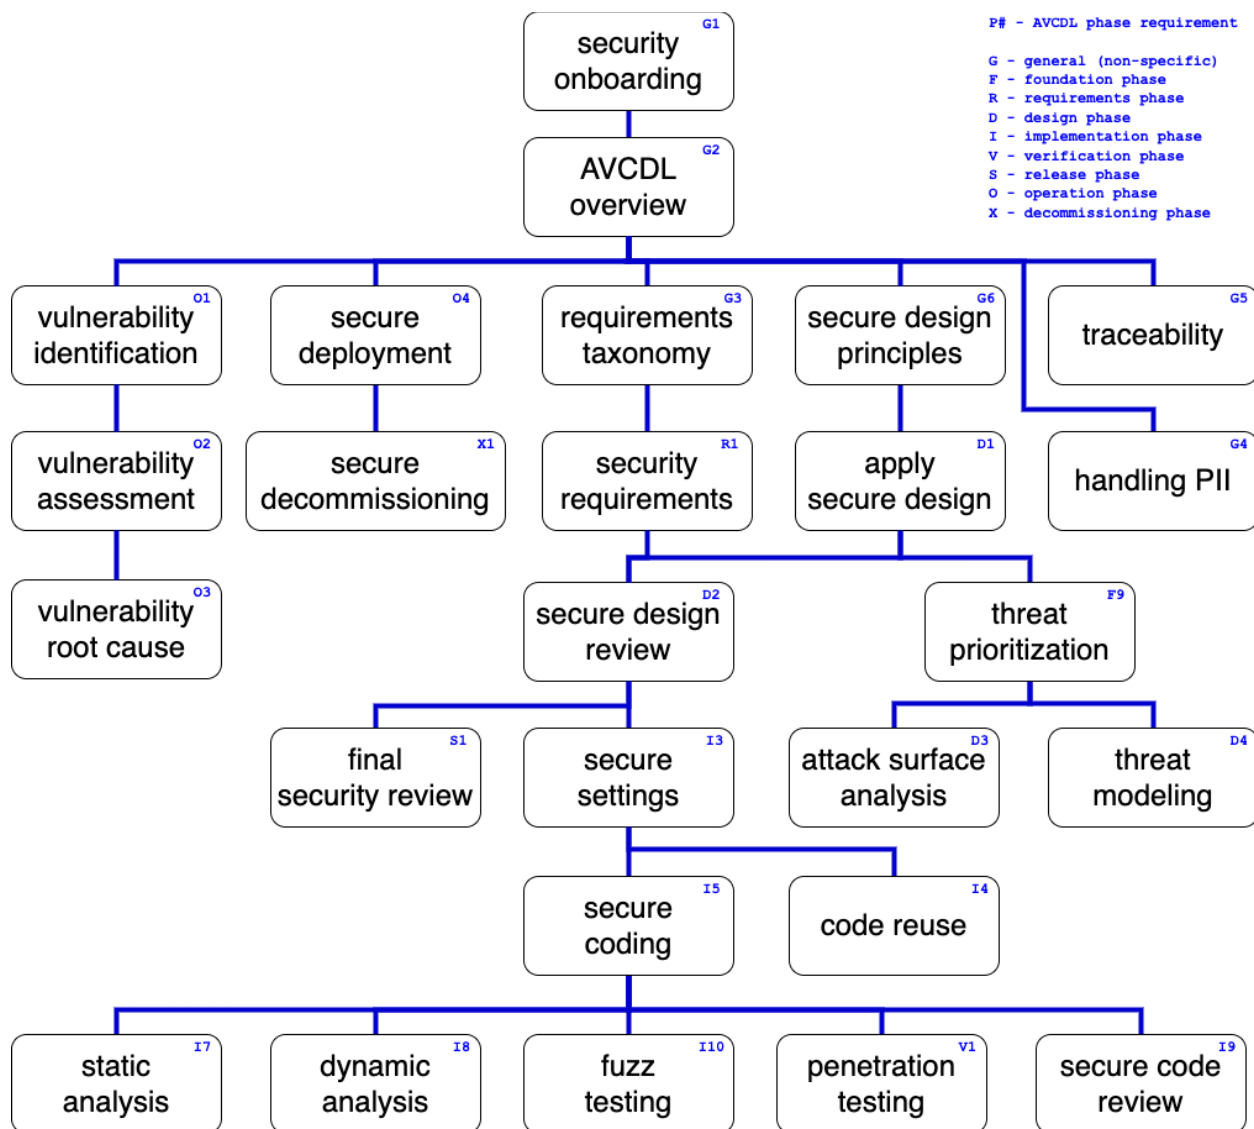 G1
security
onboarding
P# - AVCDL phase requirement
G - general (non-specific)
F - foundation phase
R - requirements phase
D - design phase
I - implementation phase
V - verification phase
S - release phase
O - operation phase
X - decommissioning phase
G2
AVCDL
overview
O1
vulnerability
identification
O4
secure
deployment
G3
requirements
taxonomy
G6
secure design
principles
G5
traceability
O2
vulnerability
assessment
X1
secure
decommissioning
R1
security
requirements
D1
apply
secure design
G4
handling PII
O3
vulnerability
root cause
D2
secure design
review
F9
threat
prioritization
S1
final
security review
I3
secure
settings
D3
attack surface
analysis
D4
threat
modeling
I5
secure
coding
I4
code reuse
I7
static
analysis
I8
dynamic
analysis
I10
fuzz
testing
V1
penetration
testing
I9
secure code
review